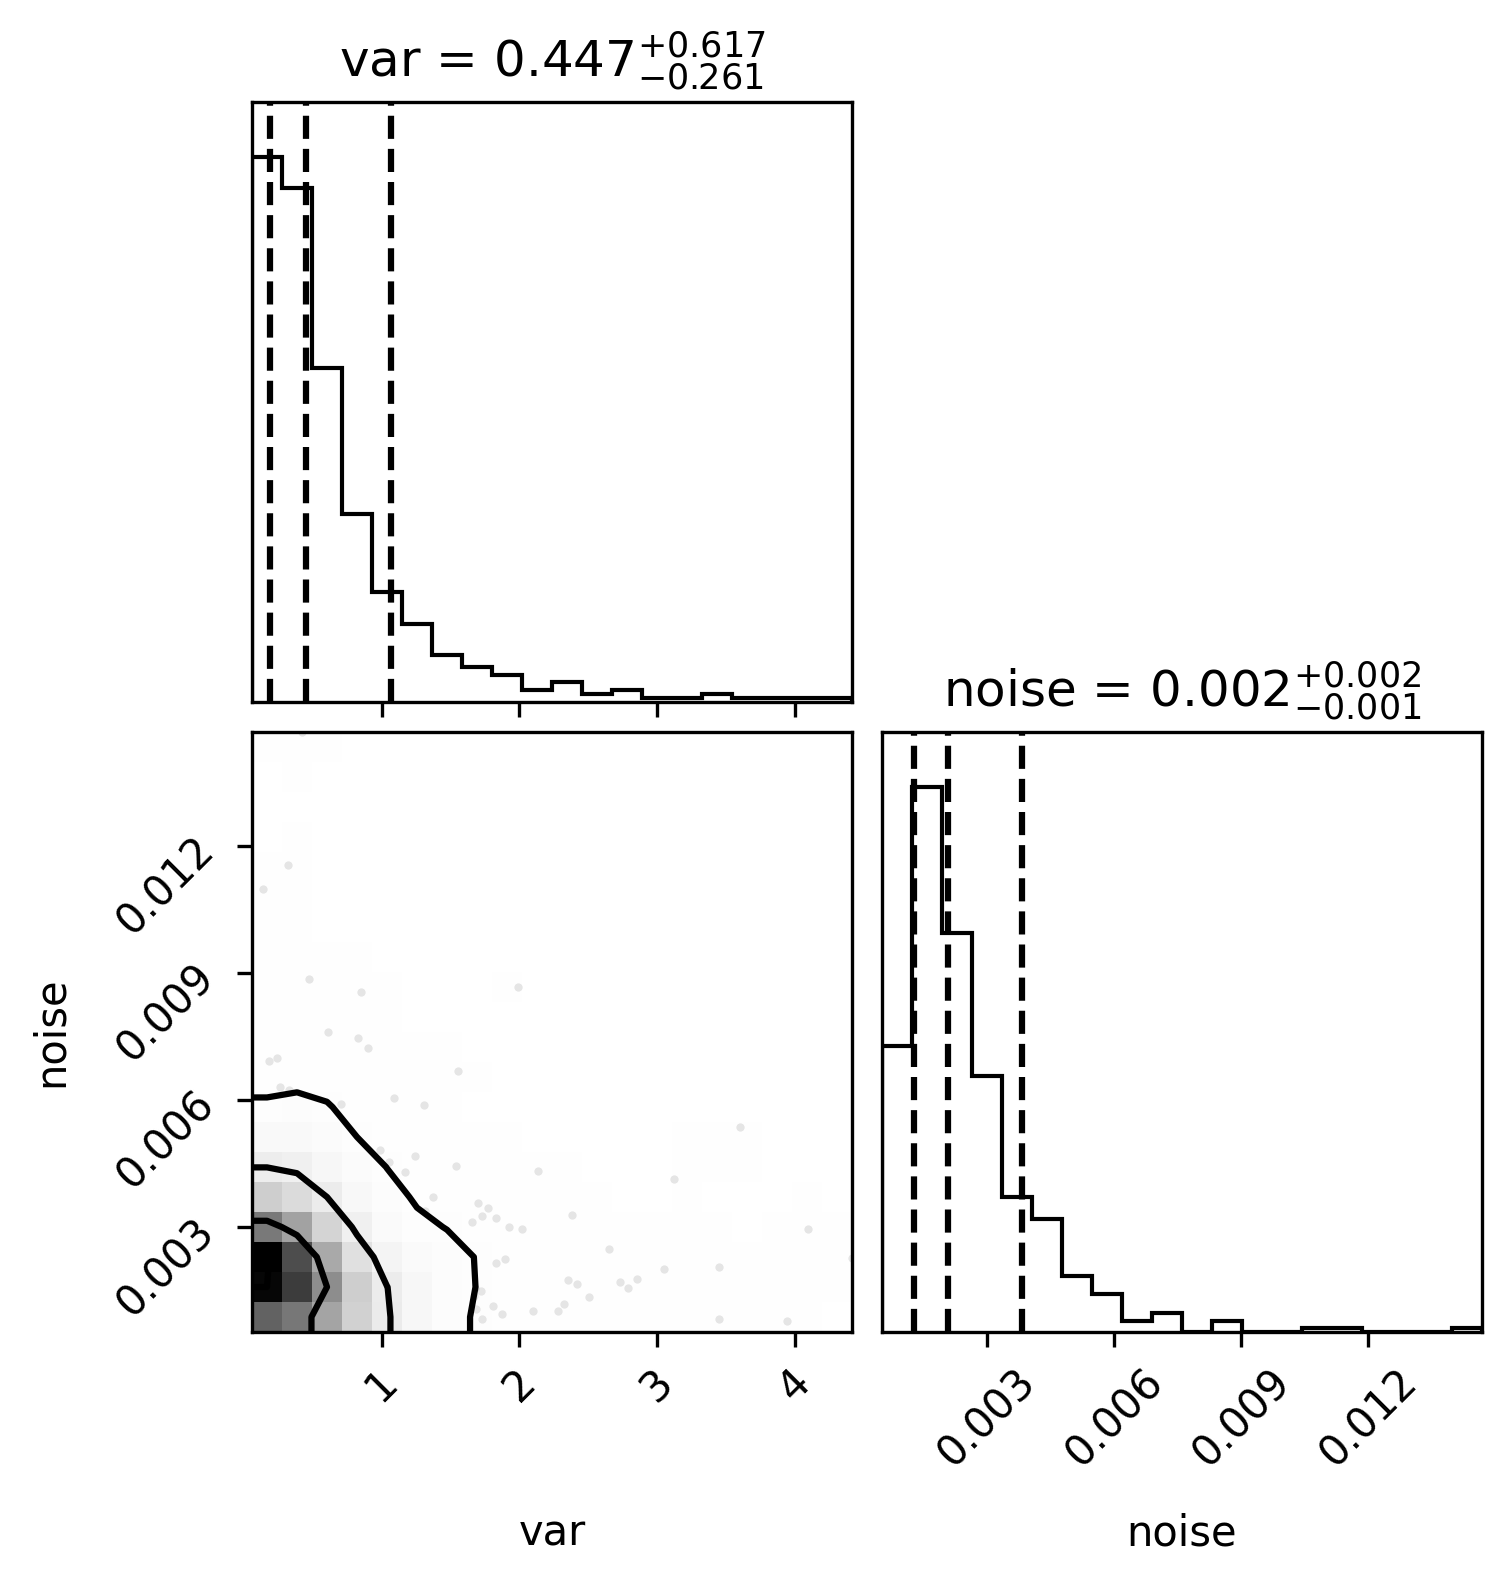 var = 0.447 +0.617 −0.261
noise = 0.002 +0.002 −0.001
noise
0.012
0.009
0.006
0.003
1 2 3 4
0.003 0.006 0.009 0.012
var noise